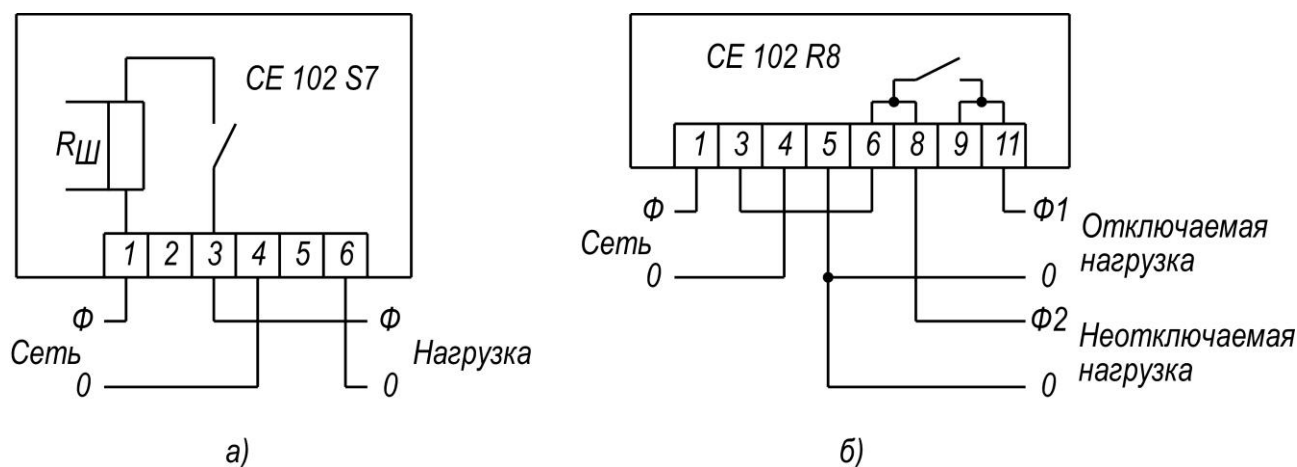 CE 102 S7
RШ
1 2 3 4 5 6
Ф
Ф
Сеть
Нагрузка
0
0
а)
CE 102 R8
1 3 4 5 6 8 9 11
Ф
Ф1
Сеть
Отключаемая
нагрузка
0
0
Ф2
Неотключаемая
нагрузка
0
б)